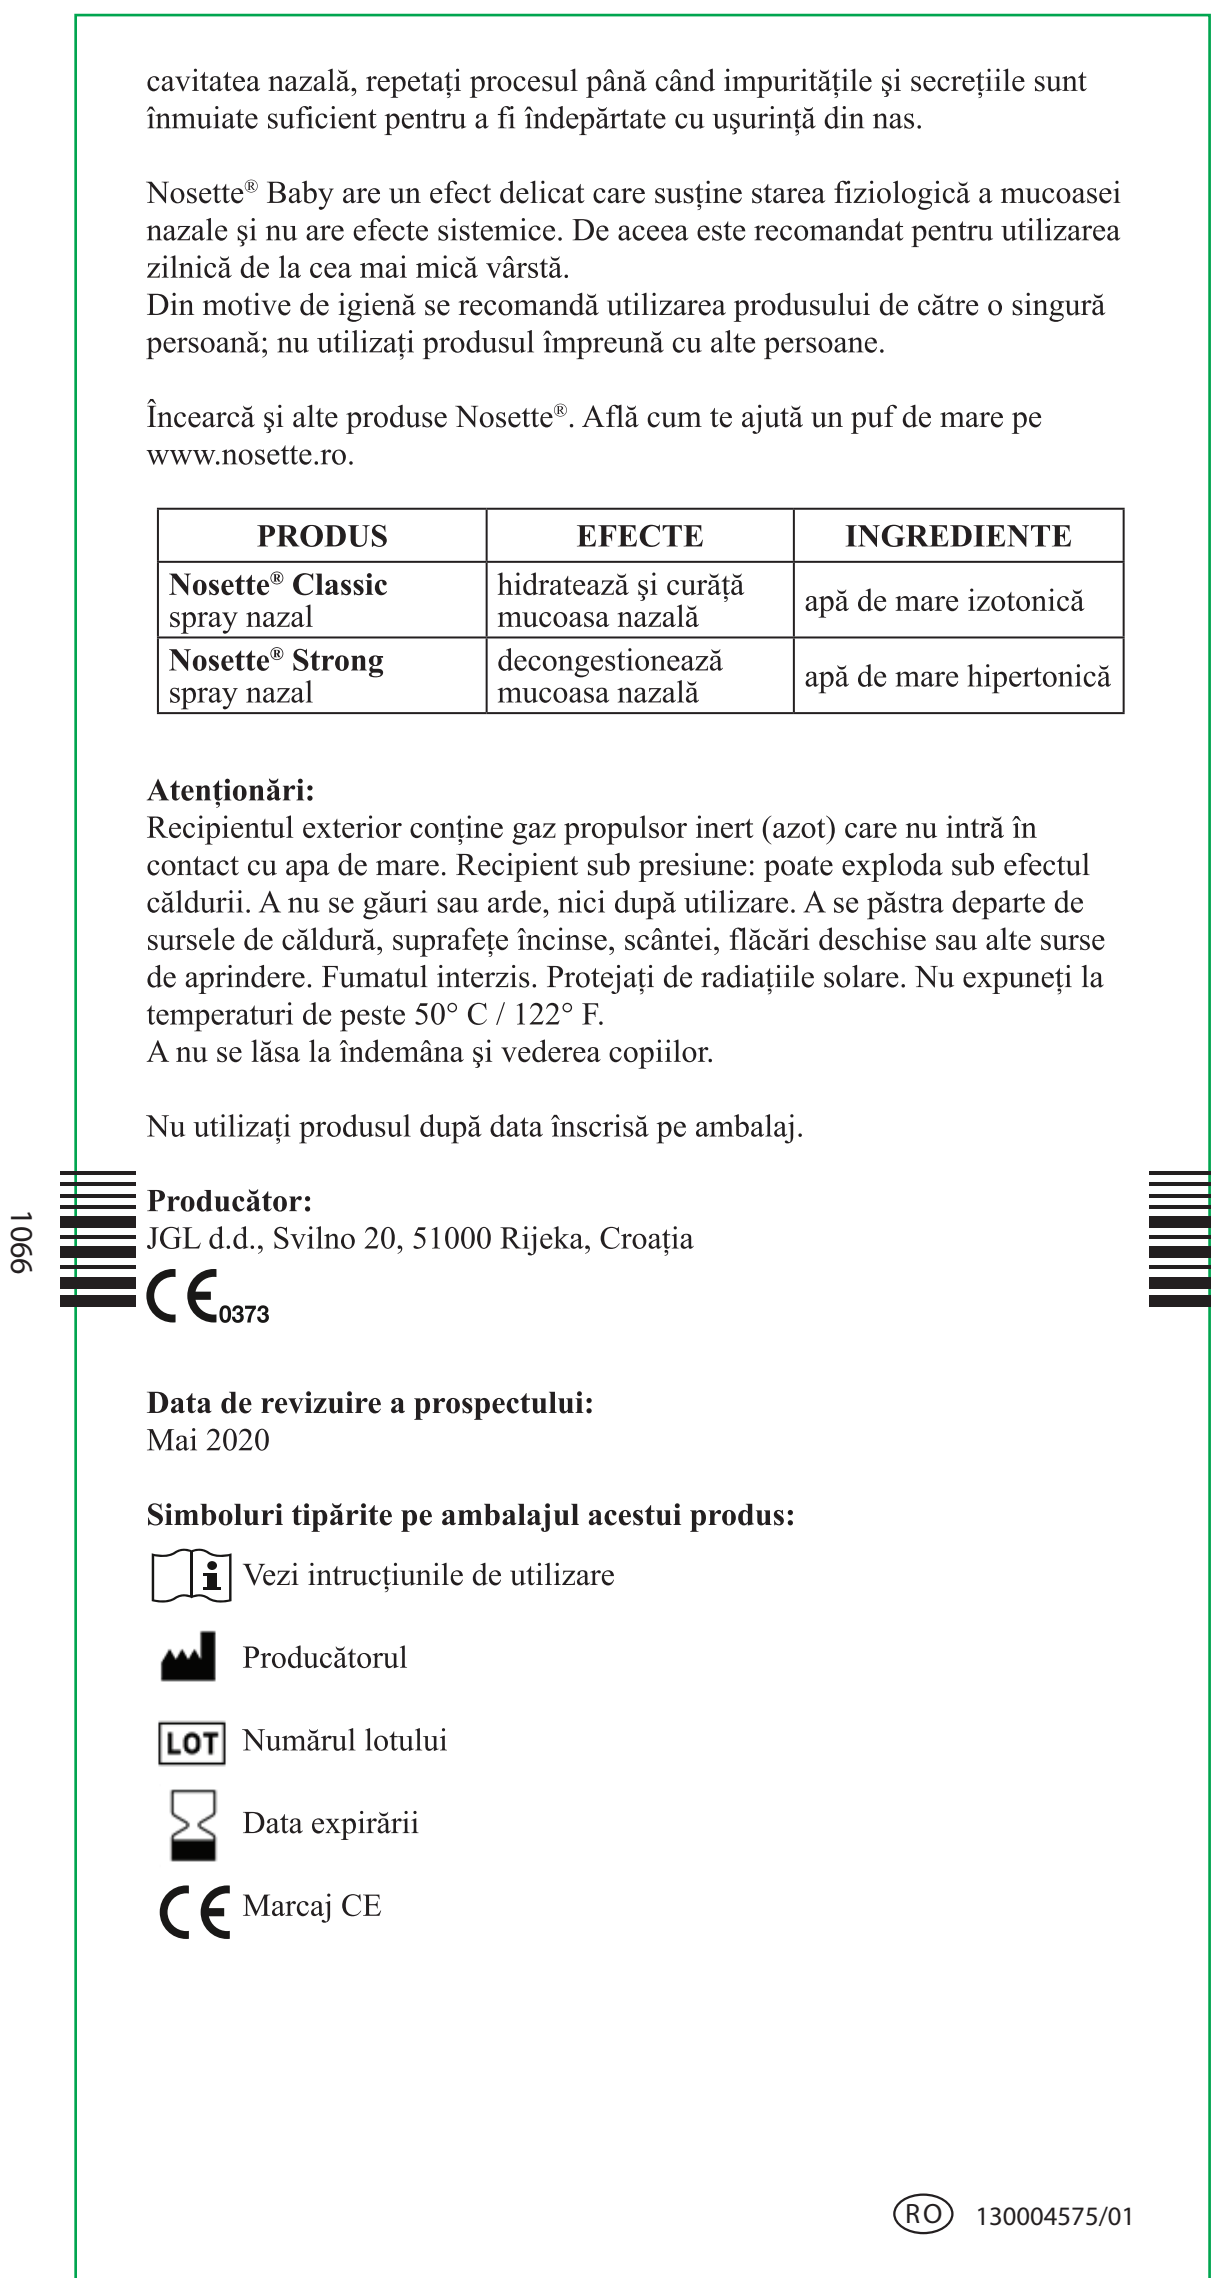 cavitatea nazală, repetați procesul până când impuritățile şi secrețiile sunt
înmuiate suficient pentru a fi îndepărtate cu uşurință din nas.
Nosette® Baby are un efect delicat care susține starea fiziologică a mucoasei
nazale şi nu are efecte sistemice. De aceea este recomandat pentru utilizarea
zilnică de la cea mai mică vârstă.
Din motive de igienă se recomandă utilizarea produsului de către o singură
persoană; nu utilizați produsul împreună cu alte persoane.
Încearcă şi alte produse Nosette®. Află cum te ajută un puf de mare pe
www.nosette.ro.
PRODUS EFECTE INGREDIENTE
Nosette® Classic
spray nazal
hidratează şi curăță
mucoasa nazală
apă de mare izotonică
Nosette® Strong
spray nazal
decongestionează
mucoasa nazală
apă de mare hipertonică
Atenționări:
Recipientul exterior conține gaz propulsor inert (azot) care nu intră în
contact cu apa de mare. Recipient sub presiune: poate exploda sub efectul
căldurii. A nu se găuri sau arde, nici după utilizare. A se păstra departe de
sursele de căldură, suprafețe încinse, scântei, flăcări deschise sau alte surse
de aprindere. Fumatul interzis. Protejați de radiațiile solare. Nu expuneți la
temperaturi de peste 50° C / 122° F.
A nu se lăsa la îndemâna şi vederea copiilor.
Nu utilizați produsul după data înscrisă pe ambalaj.
Producător:
JGL d.d., Svilno 20, 51000 Rijeka, Croația
CE 0373
1066
Data de revizuire a prospectului:
Mai 2020
Simboluri tipărite pe ambalajul acestui produs:
i Vezi intrucțiunile de utilizare
Producătorul
LOT Numărul lotului
Data expirării
CE Marcaj CE
RO 130004575/01